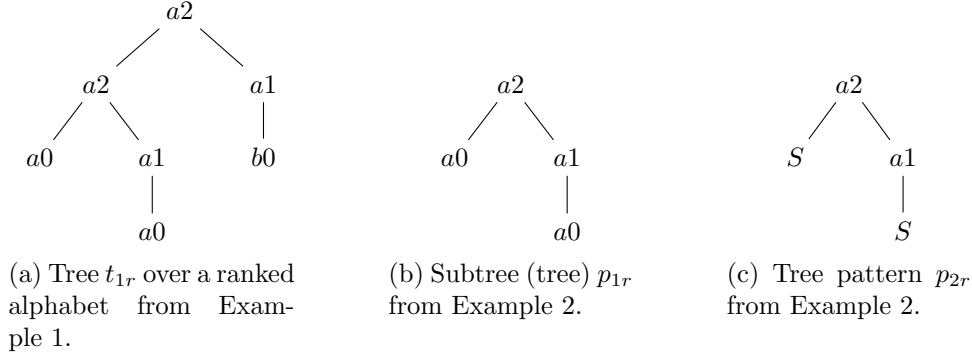 a2
a2 a1 a2 a2
a0 a1 b0 a0 a1 S a1
a0 a0 S
(a) Tree t1r over a ranked
alphabet from Exam-
ple 1.
(b) Subtree (tree) p1r
from Example 2.
(c) Tree pattern p2r
from Example 2.